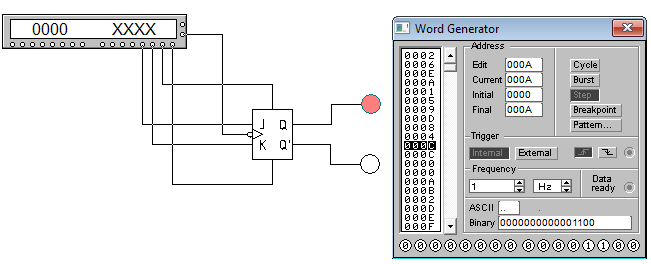 0000 XXXX
J Q
K Q'
Word Generator
0002
0006
000E
000A
0001
0005
0009
000D
0008
0004
000C
000C
0000
0000
000A
000B
0002
000D
000E
000F
Address
Edit 000A Cycle
Current 000A Burst
Initial 0000 Step
Final 000A Breakpoint
Pattern...
Trigger
Internal External
Frequency
1 Hz
Data
ready
ASCII ..  .
Binary 0000000000001100
0 0 0 0 0 0 0 0 0 0 0 0 1 1 0 0